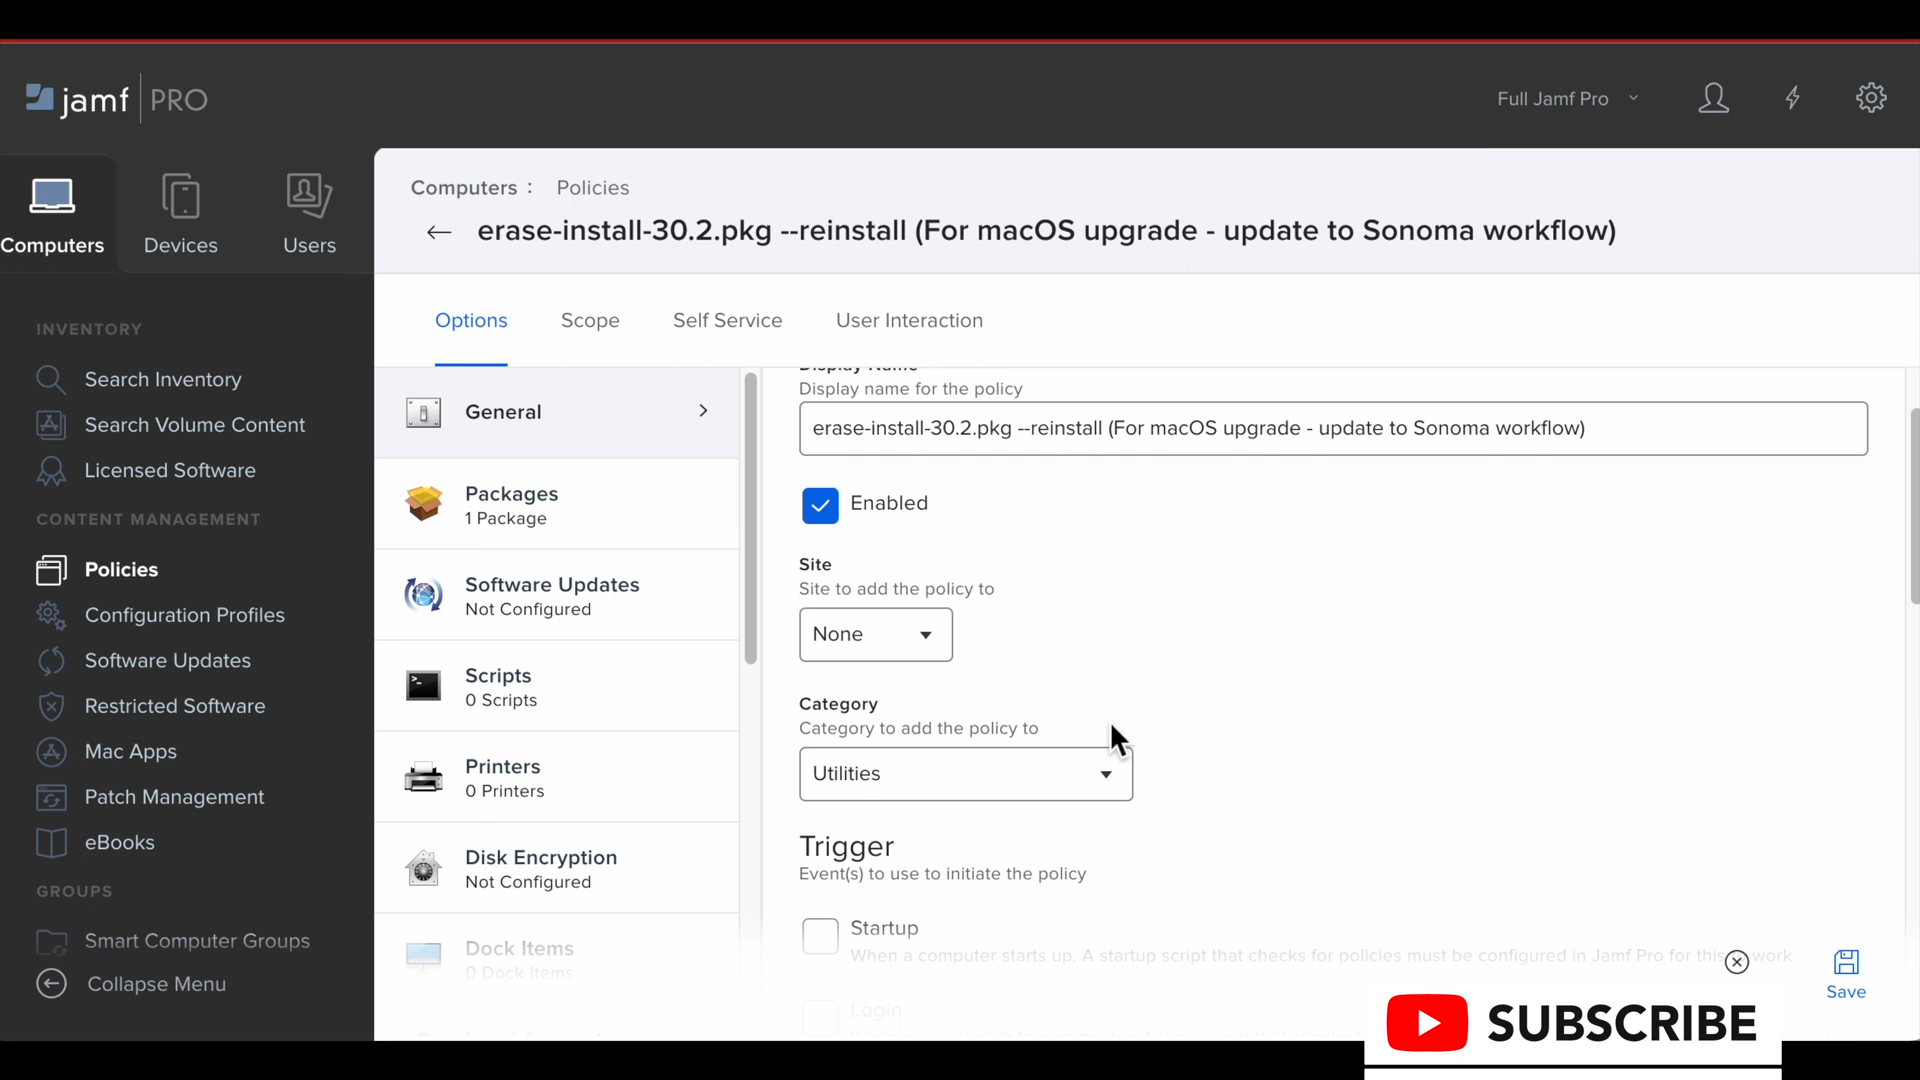 jamf PRO
Full Jamf Pro
Computers
Devices
Users
INVENTORY
Search Inventory
Search Volume Content
Licensed Software
CONTENT MANAGEMENT
Policies
Configuration Profiles
Software Updates
Restricted Software
Mac Apps
Patch Management
eBooks
GROUPS
Smart Computer Groups
Collapse Menu
Computers : Policies
← erase-install-30.2.pkg --reinstall (For macOS upgrade - update to Sonoma workflow)
Options
Scope
Self Service
User Interaction
General
Packages
1 Package
Software Updates
Not Configured
Scripts
0 Scripts
Printers
0 Printers
Disk Encryption
Not Configured
Dock Items
0 Dock Items
Display Name
Display name for the policy
erase-install-30.2.pkg --reinstall (For macOS upgrade - update to Sonoma workflow)
Enabled
Site
Site to add the policy to
None
Category
Category to add the policy to
Utilities
Trigger
Event(s) to use to initiate the policy
Startup
When a computer starts up. A startup script that checks for policies must be configured in Jamf Pro for this work
Login
Save
SUBSCRIBE